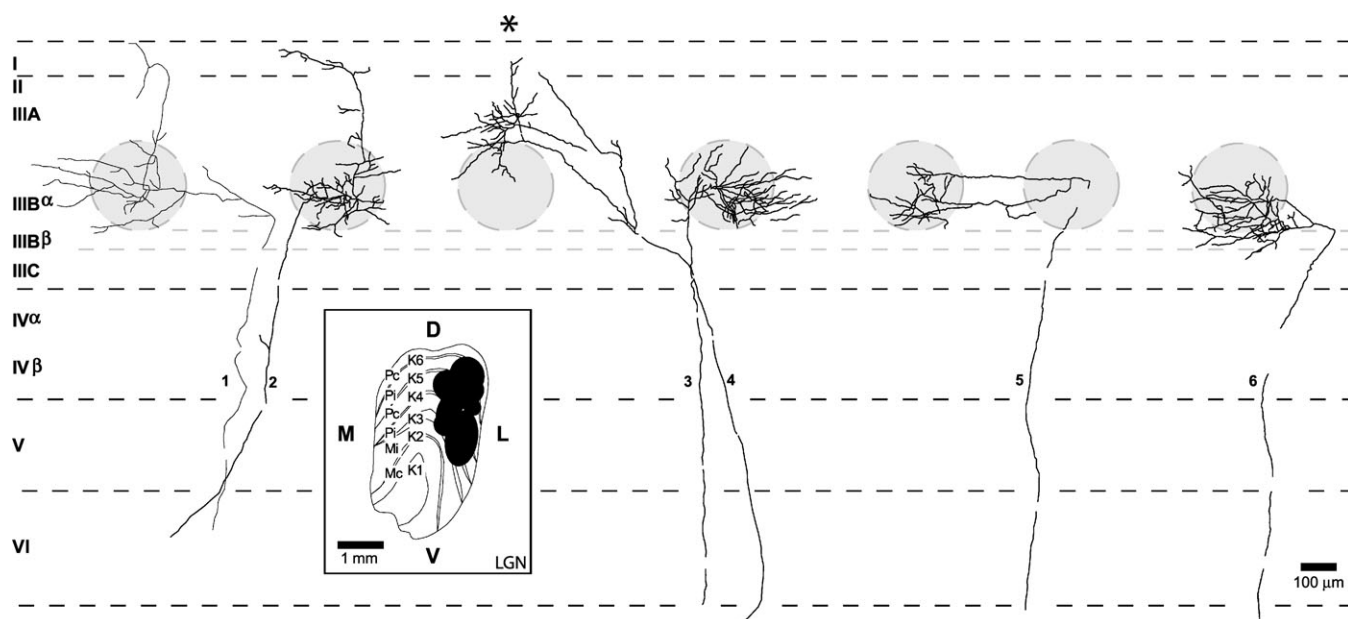 *
I
II
IIIA
IIIBα
IIIBβ
IIIC
IVα
IVβ
V
VI
1
2
3
4
5
6
D
M
L
V
K6
Pc
K5
Pi
K4
Pc
K3
Pi
K2
Mi
Mc K1
1 mm
LGN
100 μm